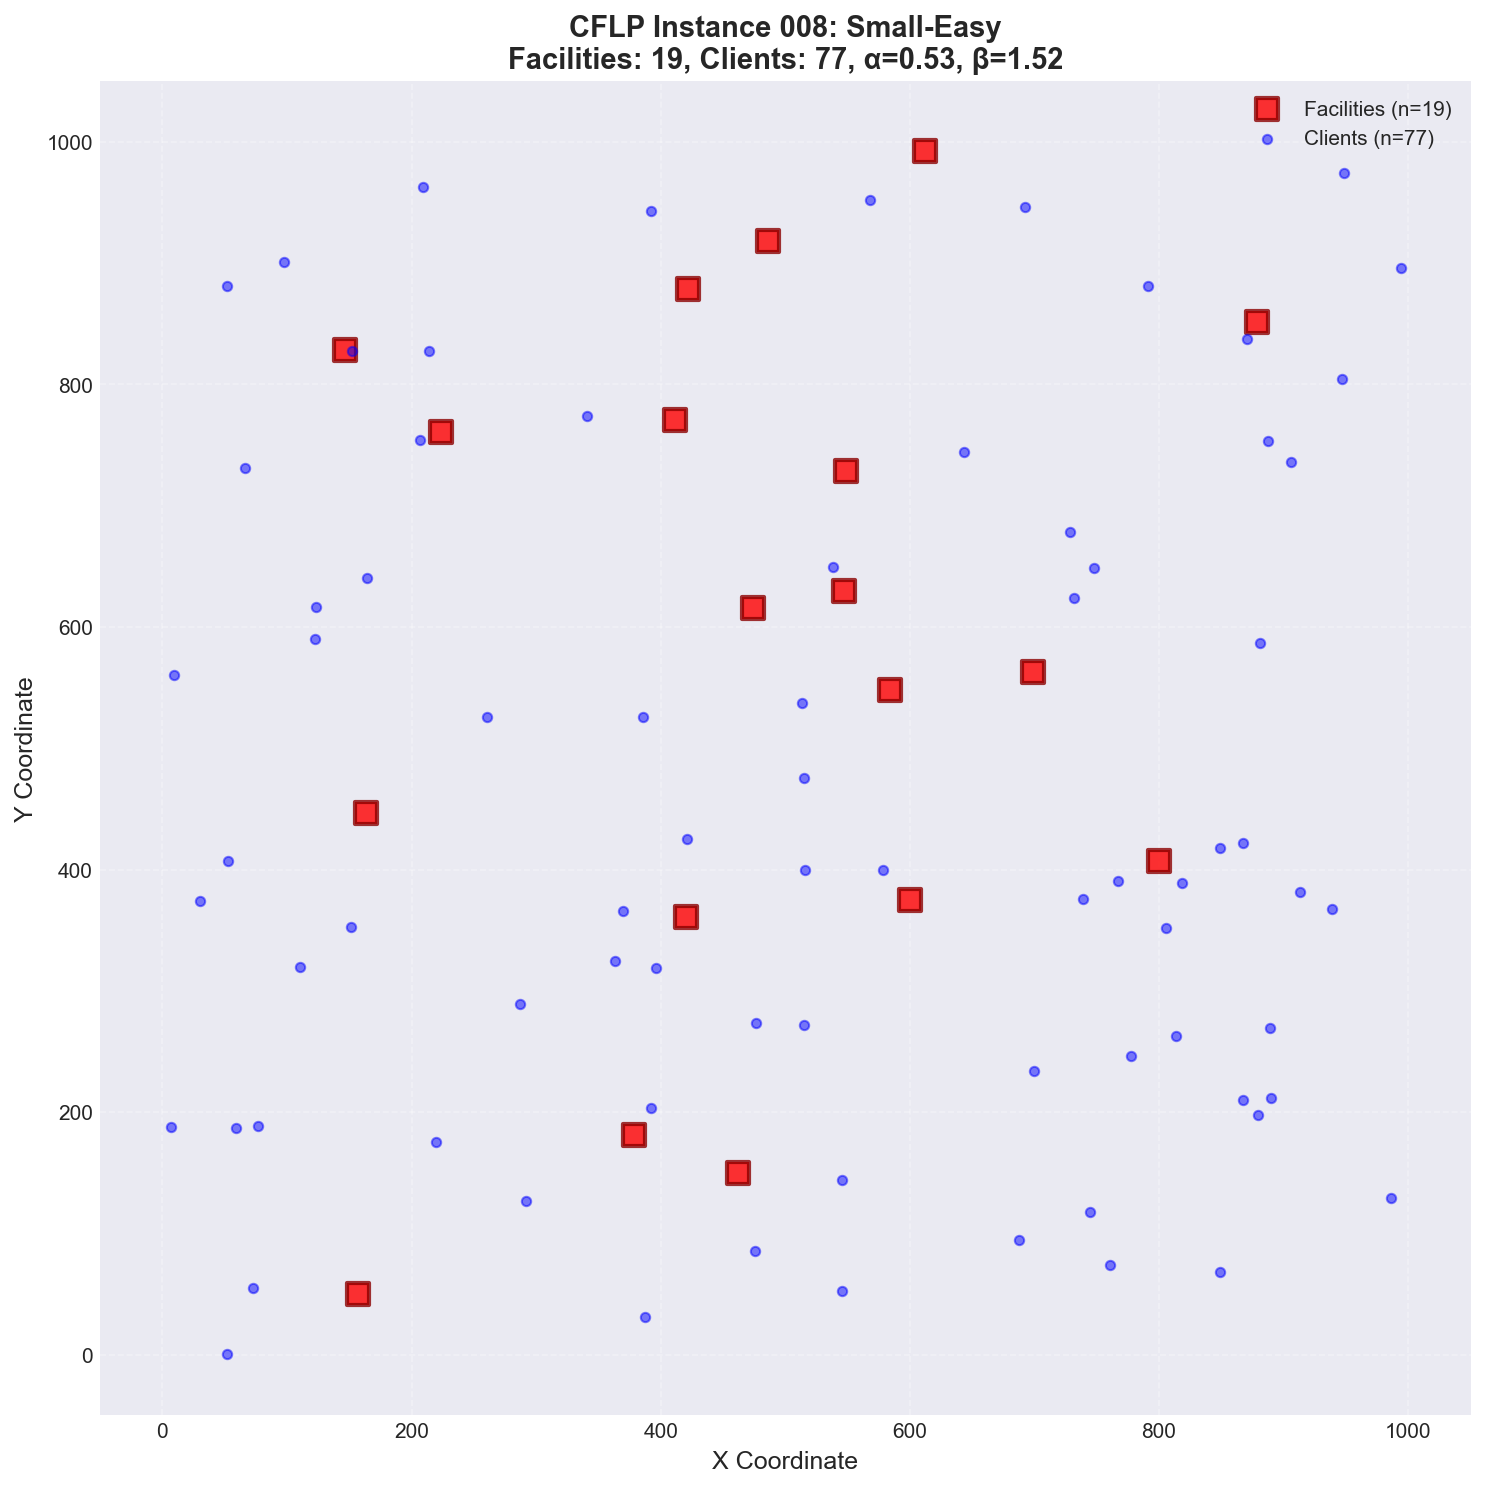 CFLP Instance 008: Small-Easy
Facilities: 19, Clients: 77, α=0.53, β=1.52
Facilities (n=19)
Clients (n=77)
1000
800
600
400
200
0
Y Coordinate
0
200
400
600
800
1000
X Coordinate